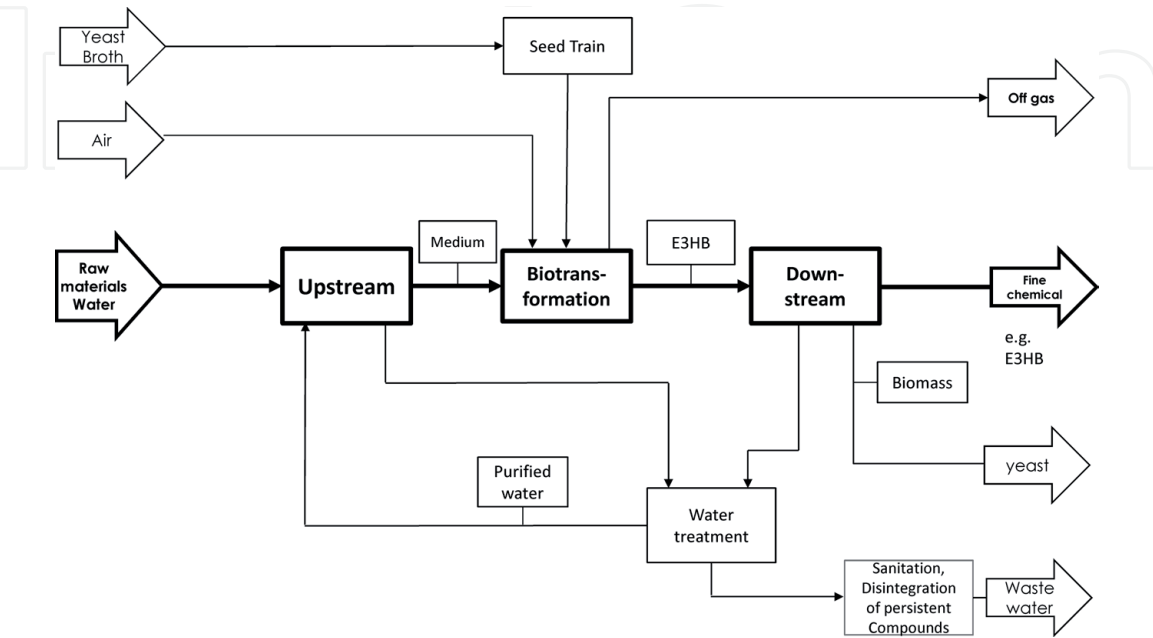 Yeast
Broth
Seed Train
Off gas
Air
Medium
E3HB
Raw
materials
Water
Upstream
Biotrans-
formation
Down-
stream
Fine
chemical
e.g.
E3HB
Biomass
yeast
Purified
water
Water
treatment
Sanitation,
Disintegration
of persistent
Compounds
Waste
water